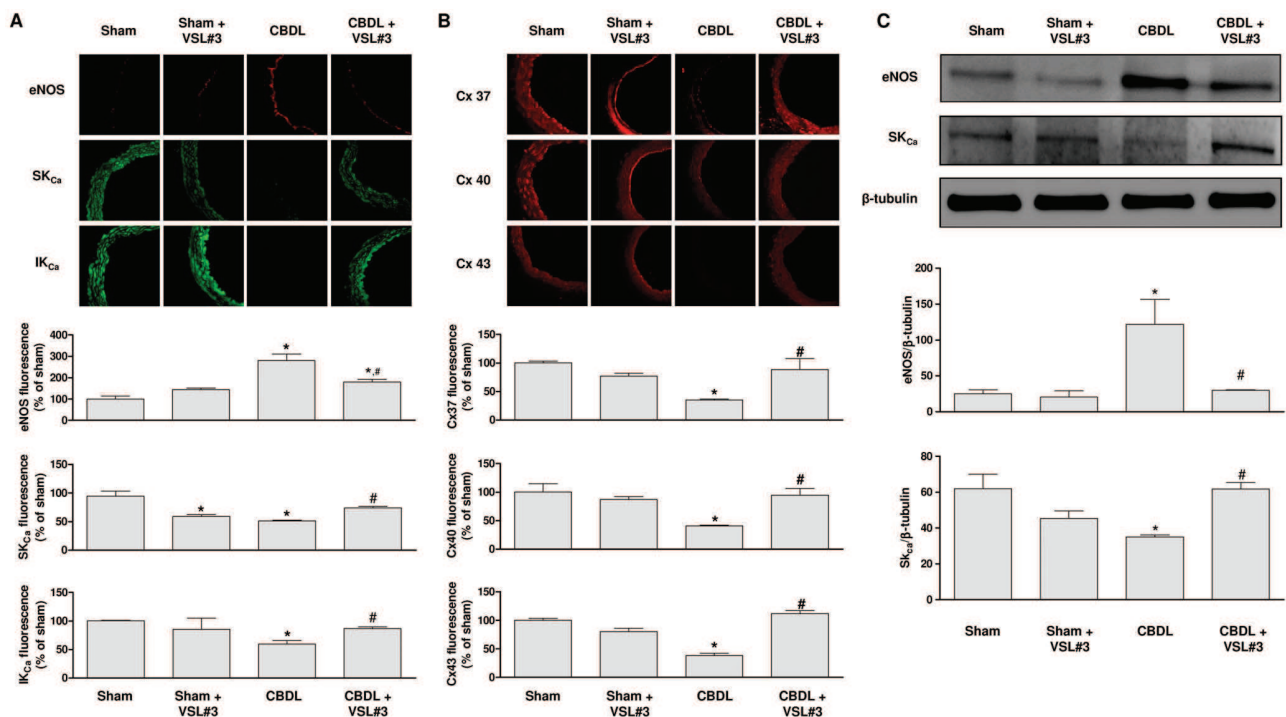 A
Sham
Sham +
VSL#3
CBDL
CBDL +
VSL#3
eNOS
SKCa
IKCa
eNOS fluorescence
(% of sham)
400
300
200
100
0
*
*,#
SKCa fluorescence
(% of sham)
150
100
50
0
*
*
#
IKCa fluorescence
(% of sham)
150
100
50
0
*
#
Sham
Sham +
VSL#3
CBDL
CBDL +
VSL#3
B
Sham
Sham +
VSL#3
CBDL
CBDL +
VSL#3
Cx 37
Cx 40
Cx 43
Cx37 fluorescence
(% of sham)
150
100
50
0
*
#
Cx40 fluorescence
(% of sham)
150
100
50
0
*
#
Cx43 fluorescence
(% of sham)
150
100
50
0
*
#
Sham
Sham +
VSL#3
CBDL
CBDL +
VSL#3
C
Sham
Sham +
VSL#3
CBDL
CBDL +
VSL#3
eNOS
SKCa
β-tubulin
eNOS/β-tubulin
200
150
100
50
0
*
#
Skca/β-tubulin
80
60
40
20
0
*
#
Sham
Sham +
VSL#3
CBDL
CBDL +
VSL#3